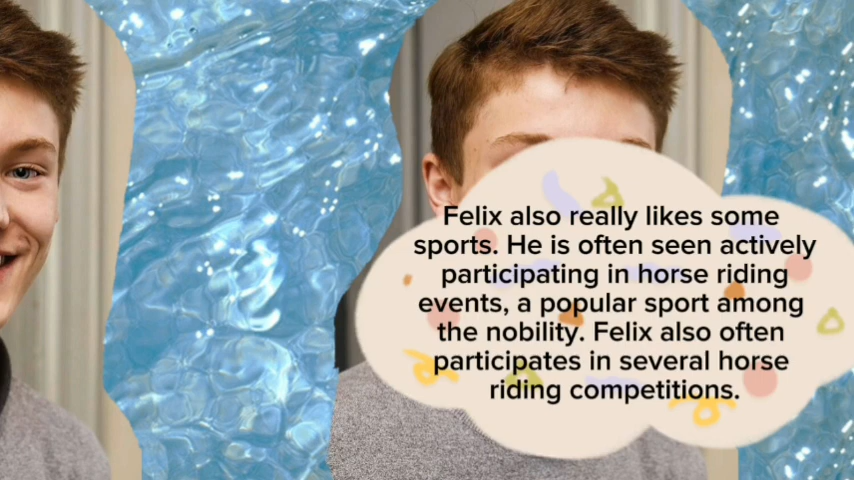 Felix also really likes some
sports. He is often seen actively
participating in horse riding
events, a popular sport among
the nobility. Felix also often
participates in several horse
riding competitions.